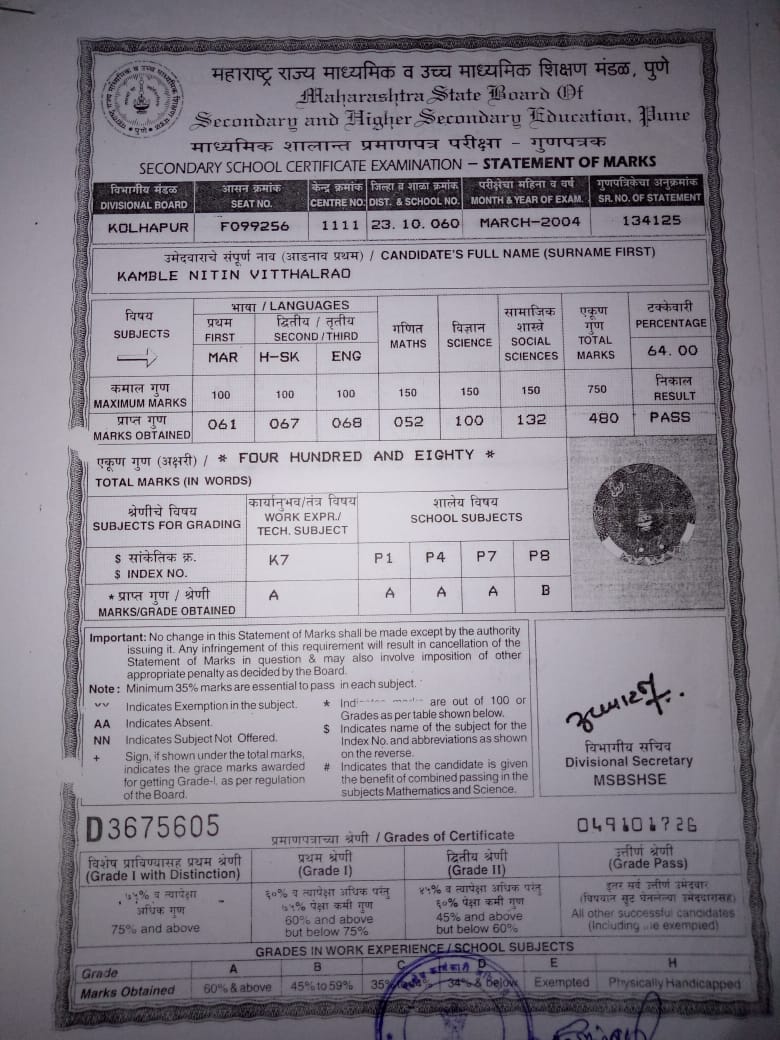 महाराष्ट्र राज्य माध्यमिक व उच्च माध्यमिक शिक्षण मंडळ, पुणे
Maharashtra State Board Of
Secondary and Higher Secondary Education, Pune
माध्यमिक शालान्त प्रमाणपत्र परीक्षा - गुणपत्रक
SECONDARY SCHOOL CERTIFICATE EXAMINATION – STATEMENT OF MARKS
विभागीय मंडळ आसन क्रमांक केन्द्र क्रमांक जिल्हा व शाळा क्रमांक परीक्षेचा महिना व वर्ष गुणपत्रिकेचा अनुक्रमांक
DIVISIONAL BOARD SEAT NO. CENTRE NO. DIST. & SCHOOL NO. MONTH & YEAR OF EXAM. SR. NO. OF STATEMENT
KOLHAPUR F099256 1111 23. 10. 060 MARCH-2004 134125
उमेदवाराचे संपूर्ण नाव (आडनाव प्रथम) / CANDIDATE'S FULL NAME (SURNAME FIRST)
KAMBLE NITIN VITTHALRAO
विषय
SUBJECTS
भाषा / LANGUAGES
प्रथम
FIRST
द्वितीय / तृतीय
SECOND / THIRD
MAR H-SK ENG
गणित
MATHS
विज्ञान
SCIENCE
सामाजिक
शास्त्रे
SOCIAL
SCIENCES
एकूण
गुण
TOTAL
MARKS
टक्केवारी
PERCENTAGE
64.00
कमाल गुण
MAXIMUM MARKS 100 100 100 150 150 150 750
निकाल
RESULT
प्राप्त गुण
MARKS OBTAINED 061 067 068 052 100 132 480 PASS
एकूण गुण (अक्षरी) / * FOUR HUNDRED AND EIGHTY *
TOTAL MARKS (IN WORDS)
श्रेणीचे विषय
SUBJECTS FOR GRADING
कार्यानुभव/तंत्र विषय
WORK EXPR./
TECH. SUBJECT
शालेय विषय
SCHOOL SUBJECTS
$ सांकेतिक क्र.
$ INDEX NO. K7 P1 P4 P7 P8
* प्राप्त गुण / श्रेणी
MARKS/GRADE OBTAINED A A A A B
Important: No change in this Statement of Marks shall be made except by the authority
issuing it. Any infringement of this requirement will result in cancellation of the
Statement of Marks in question & may also involve imposition of other
appropriate penalty as decided by the Board.
Note : Minimum 35% marks are essential to pass in each subject.
Indicates Exemption in the subject.
AA Indicates Absent.
NN Indicates Subject Not Offered.
+ Sign, if shown under the total marks,
indicates the grace marks awarded
for getting Grade-I, as per regulation
of the Board.
* are out of 100 or
Grades as per table shown below.
$ Indicates name of the subject for the
Index No. and abbreviations as shown
on the reverse.
# Indicates that the candidate is given
the benefit of combined passing in the
subjects Mathematics and Science.
विभागीय सचिव
Divisional Secretary
MSBSHSE
D3675605
049101726
प्रमाणपत्राच्या श्रेणी / Grades of Certificate
विशेष प्राविण्यासह प्रथम श्रेणी
(Grade I with Distinction)
७५% व त्यापेक्षा
अधिक गुण
75% and above
प्रथम श्रेणी
(Grade I)
६०% व त्यापेक्षा अधिक परंतु
७५% पेक्षा कमी गुण
60% and above
but below 75%
द्वितीय श्रेणी
(Grade II)
४५% व त्यापेक्षा अधिक परंतु
६०% पेक्षा कमी गुण
45% and above
but below 60%
उत्तीर्ण श्रेणी
(Grade Pass)
इतर सर्व उत्तीर्ण उमेदवार
All other successful candidates
(Including exempted)
GRADES IN WORK EXPERIENCE / SCHOOL SUBJECTS
Grade A B C D E H
Marks Obtained 60% & above 45% to 59% 34% & below Exempted Physically Handicapped